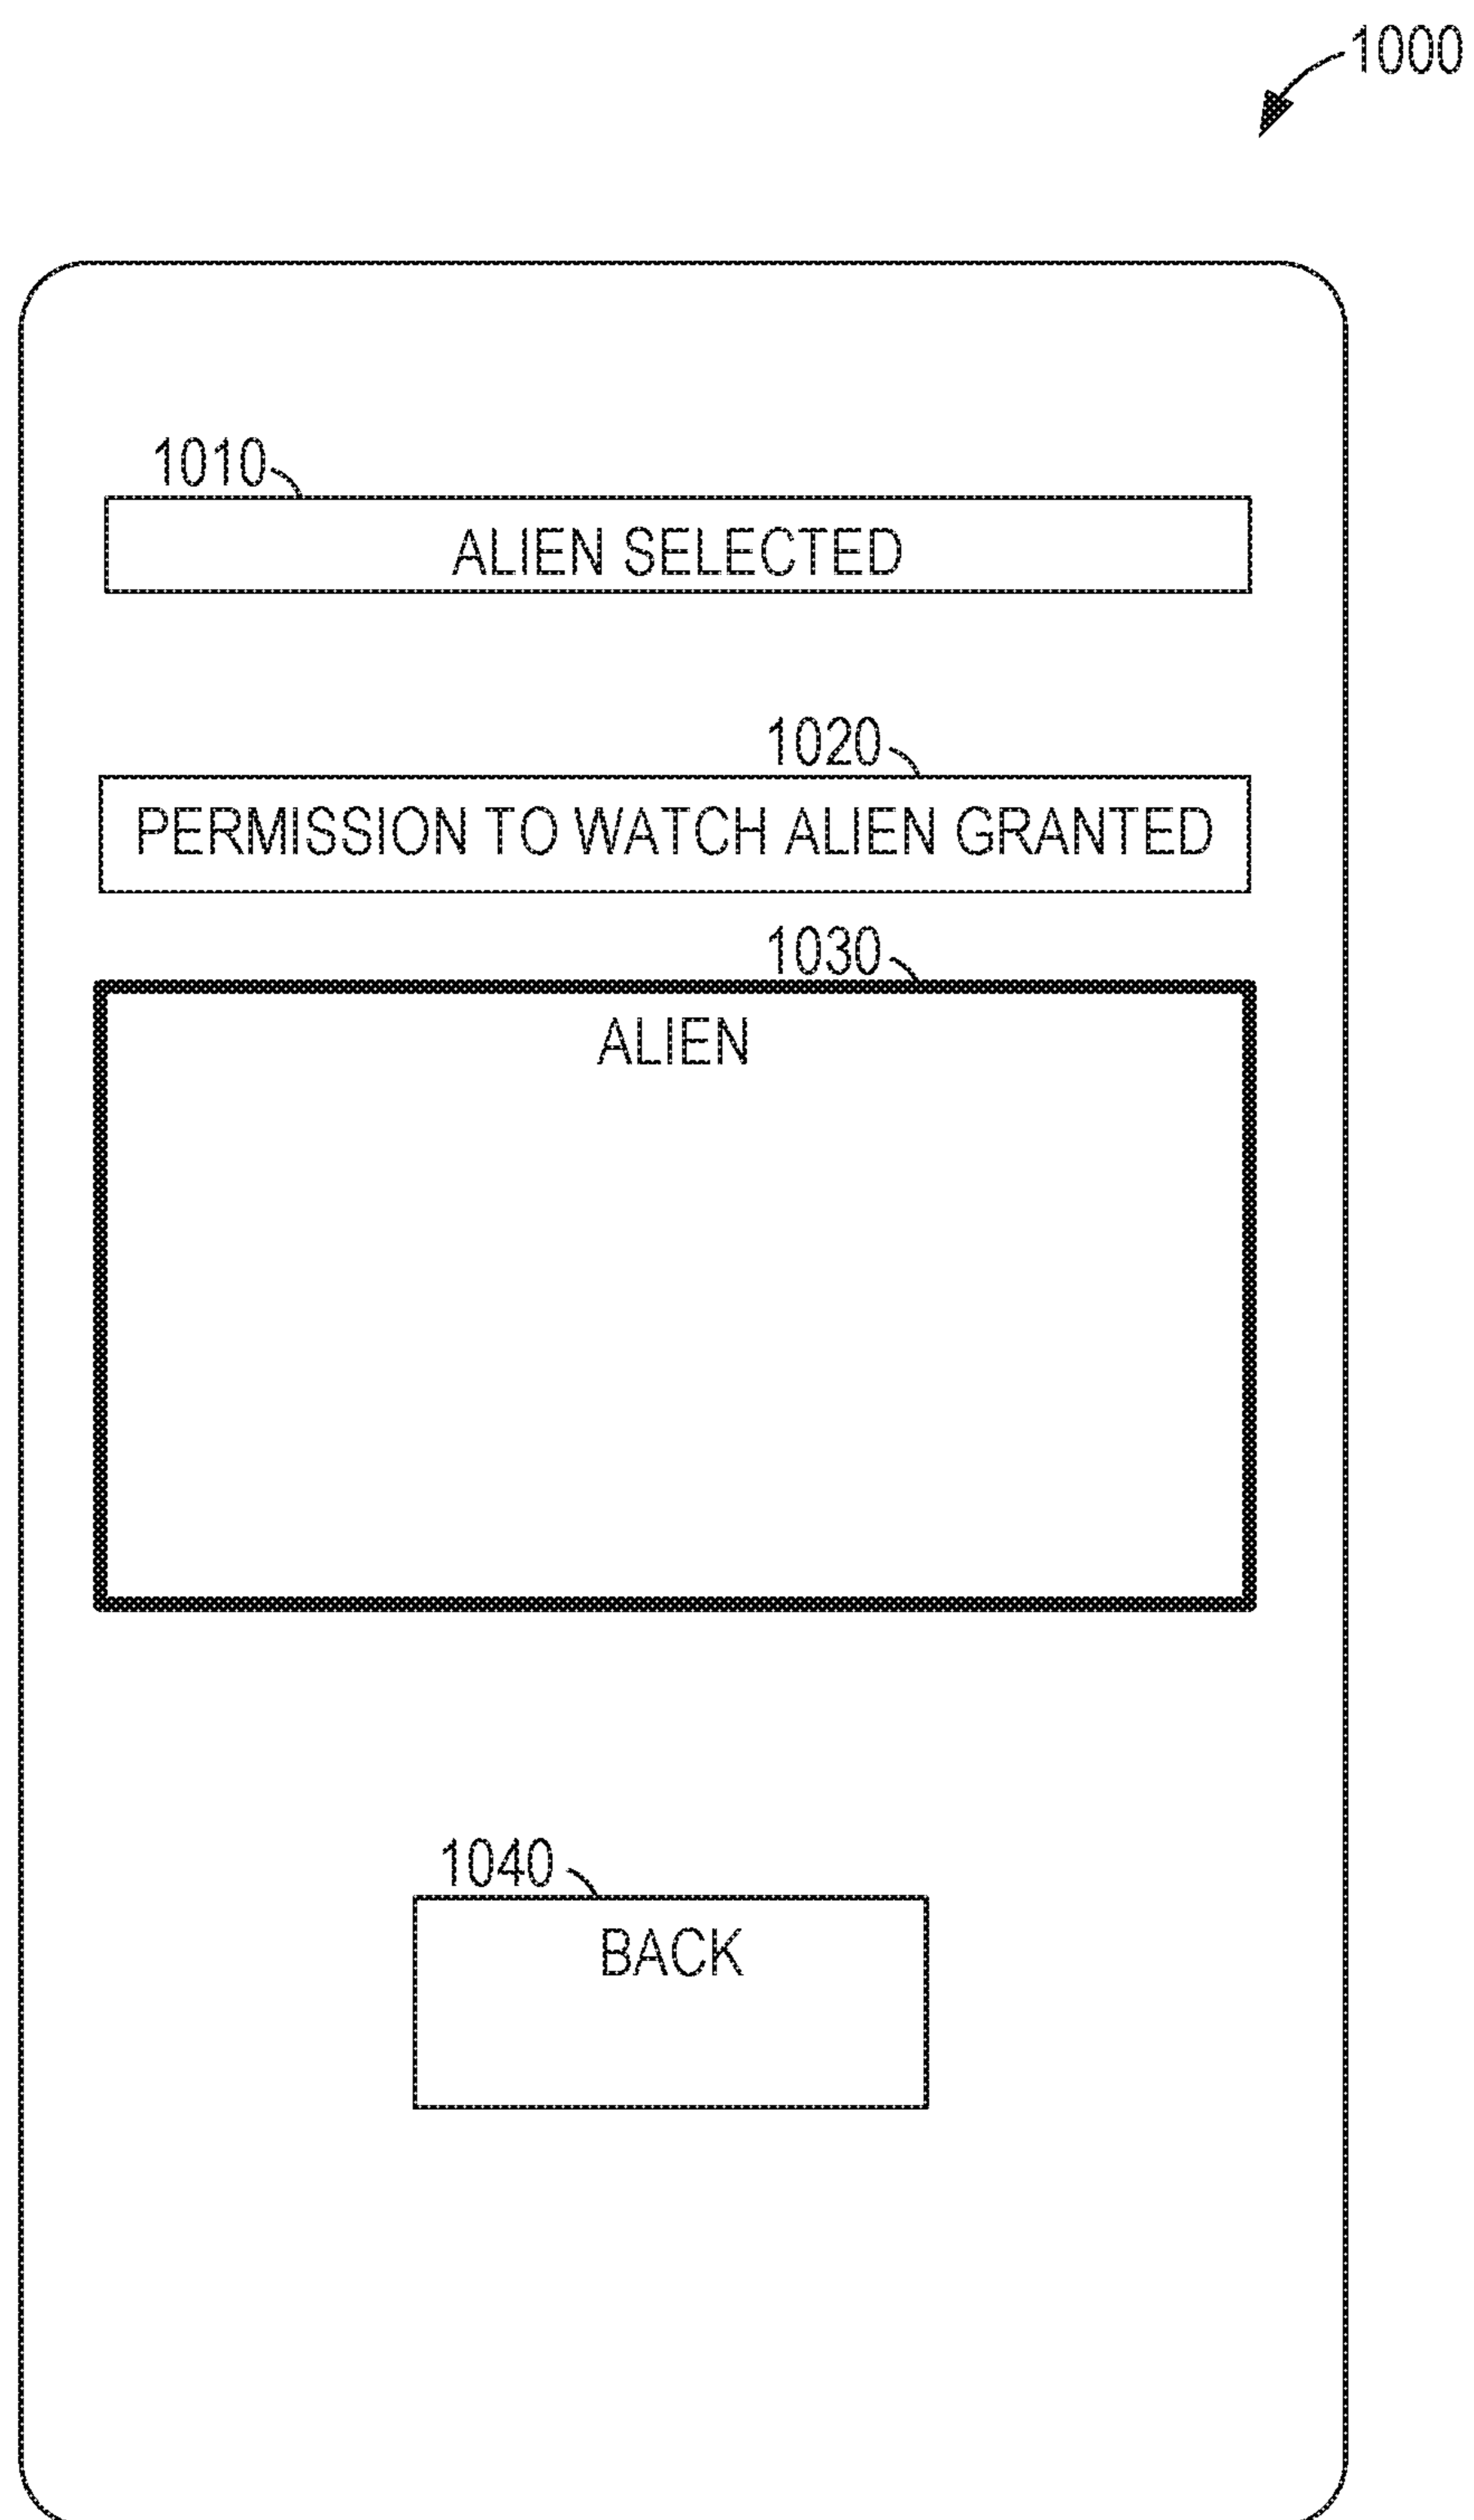 1000
1010
ALIEN SELECTED
1020
PERMISSION TO WATCH ALIEN GRANTED
1030
ALIEN
1040
BACK